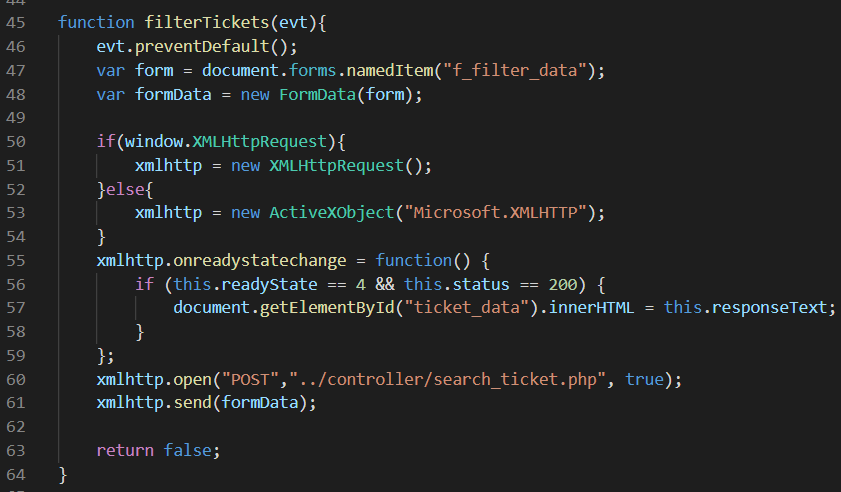 45 function filterTickets(evt){
46 evt.preventDefault();
47 var form = document.forms.namedItem("f_filter_data");
48 var formData = new FormData(form);
49
50 if(window.XMLHttpRequest){
51 xmlhttp = new XMLHttpRequest();
52 }else{
53 xmlhttp = new ActiveXObject("Microsoft.XMLHTTP");
54 }
55 xmlhttp.onreadystatechange = function() {
56 if (this.readyState == 4 && this.status == 200) {
57 document.getElementById("ticket_data").innerHTML = this.responseText;
58 }
59 };
60 xmlhttp.open("POST","../controller/search_ticket.php", true);
61 xmlhttp.send(formData);
62
63 return false;
64 }